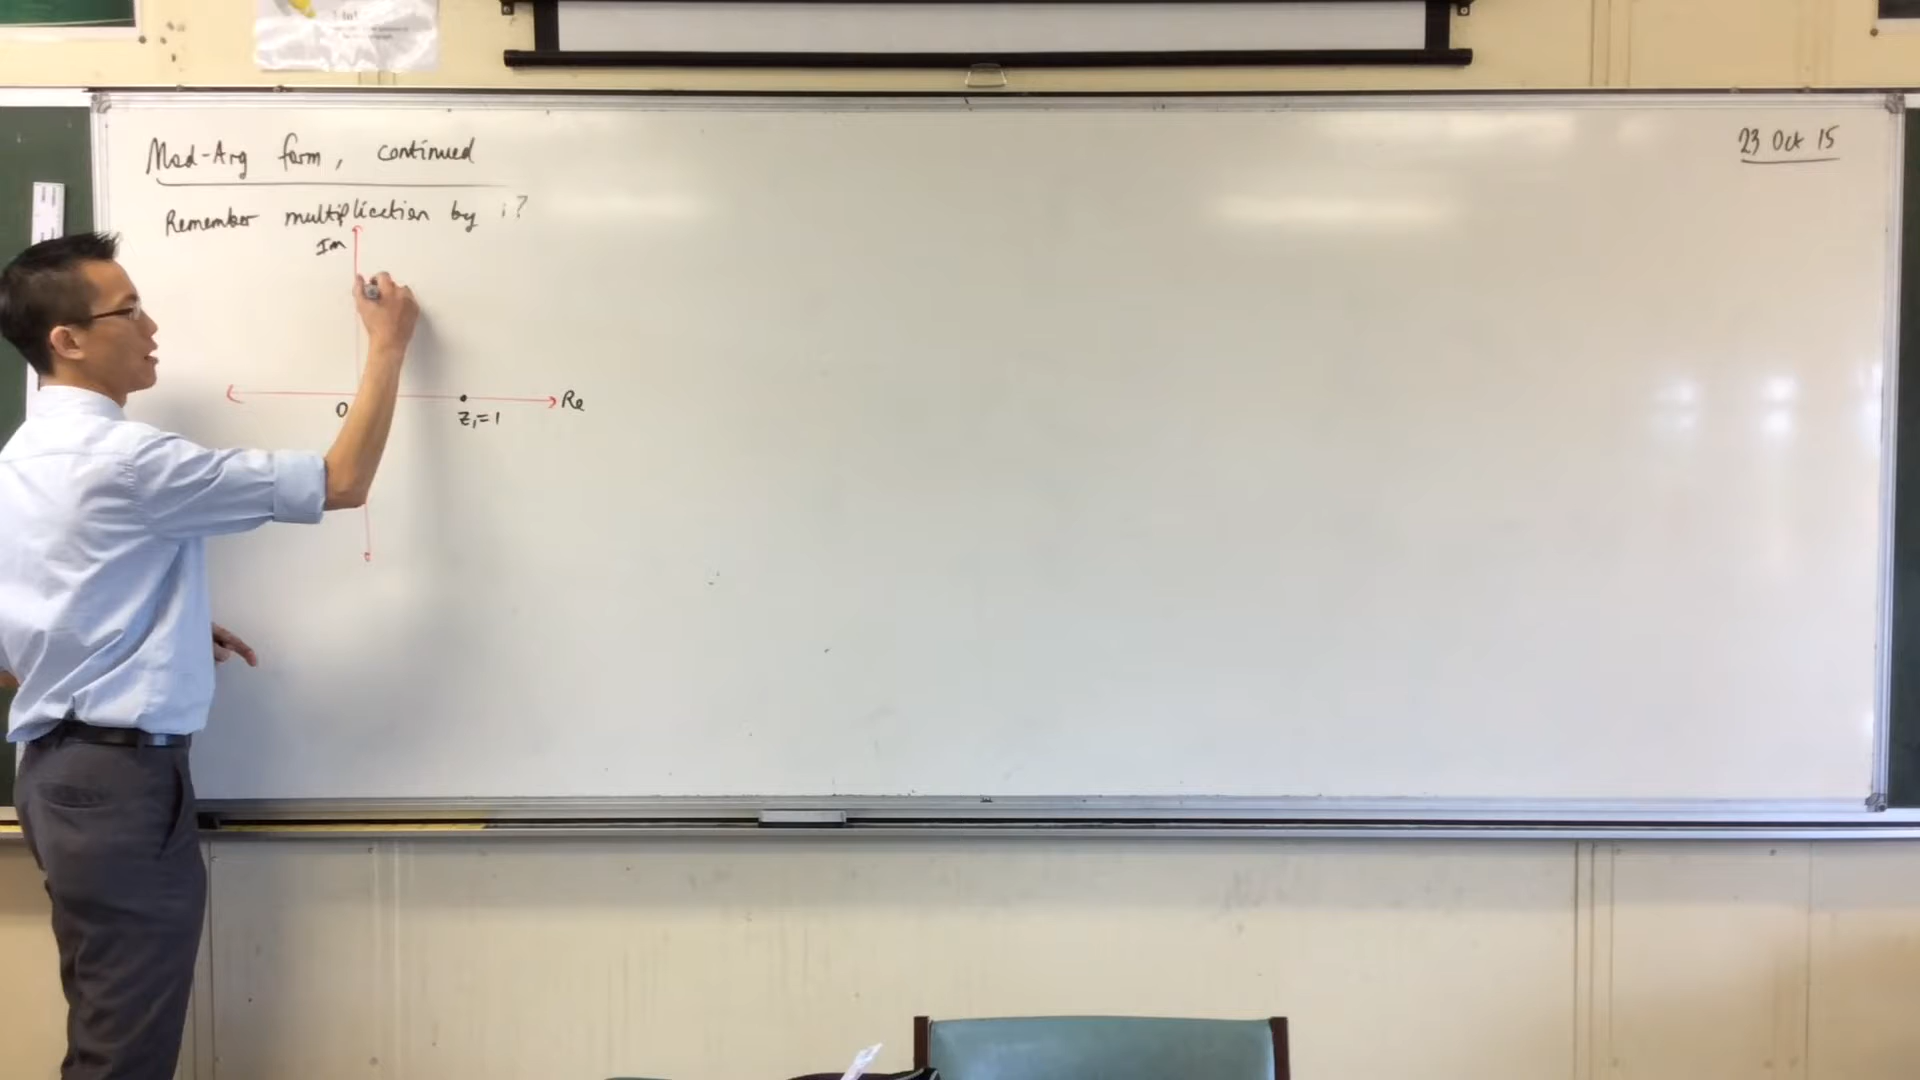 Mod-Arg form, continued
23 Oct 15
Remember multiplication by i?
Im
0
Re
z₁=1